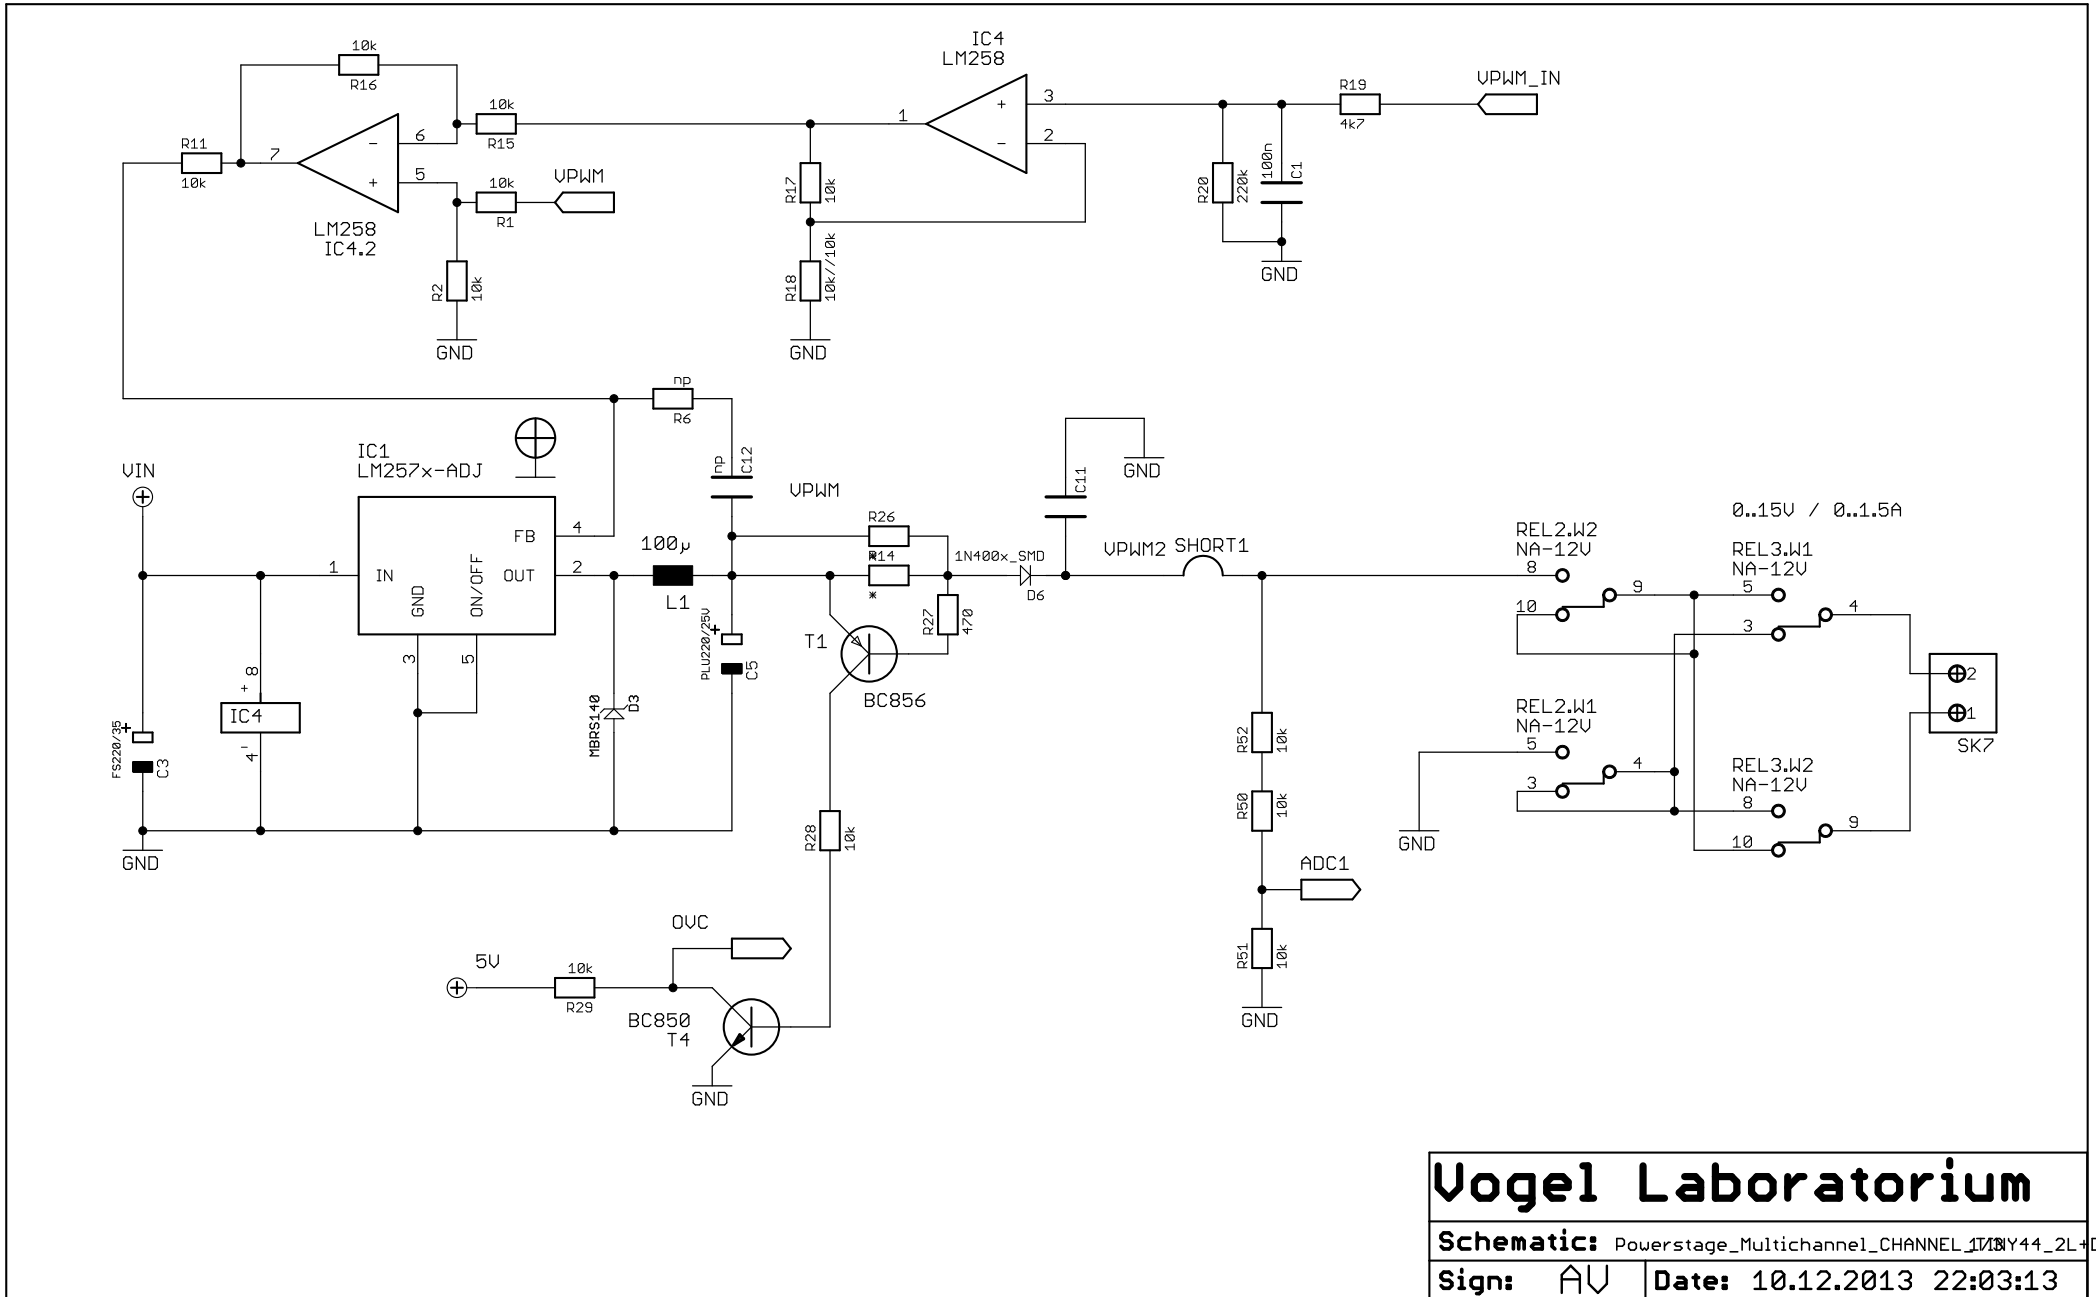 10k
R16
R11
10k
7
6
5
LM258
IC4.2
10k
R15
10k
R1
VPWM
R2
10k
GND
IC4
LM258
1
3
2
R17
10k
R18
10k//10k
GND
R19
4k7
VPWM_IN
R20
220k
100n
C1
GND
np
R6
np
C12
VPWM
IC1
LM257x-ADJ
VIN
1
IN
GND
ON/OFF
FB
OUT
4
2
3
5
100µ
L1
R26
R14
*
*
1N400x_SMD
D6
C11
GND
VPWM2
SHORT1
R27
470
T1
BC856
PLU220/25V
C5
MBRS140
D3
FS220/35
C3
IC4
8
4
GND
R28
10k
R52
10k
R50
10k
ADC1
R51
10k
GND
OVC
5V
10k
R29
BC850
T4
GND
0..15V / 0..1.5A
REL2.W2
NA-12V
8
10
9
REL3.W1
NA-12V
5
3
4
REL2.W1
NA-12V
5
3
4
GND
REL3.W2
NA-12V
8
10
9
2
1
SK7
Vogel Laboratorium
Schematic: Powerstage_Multichannel_CHANNEL_TINY44_2L+D
1/3
Sign: AV
Date: 10.12.2013 22:03:13